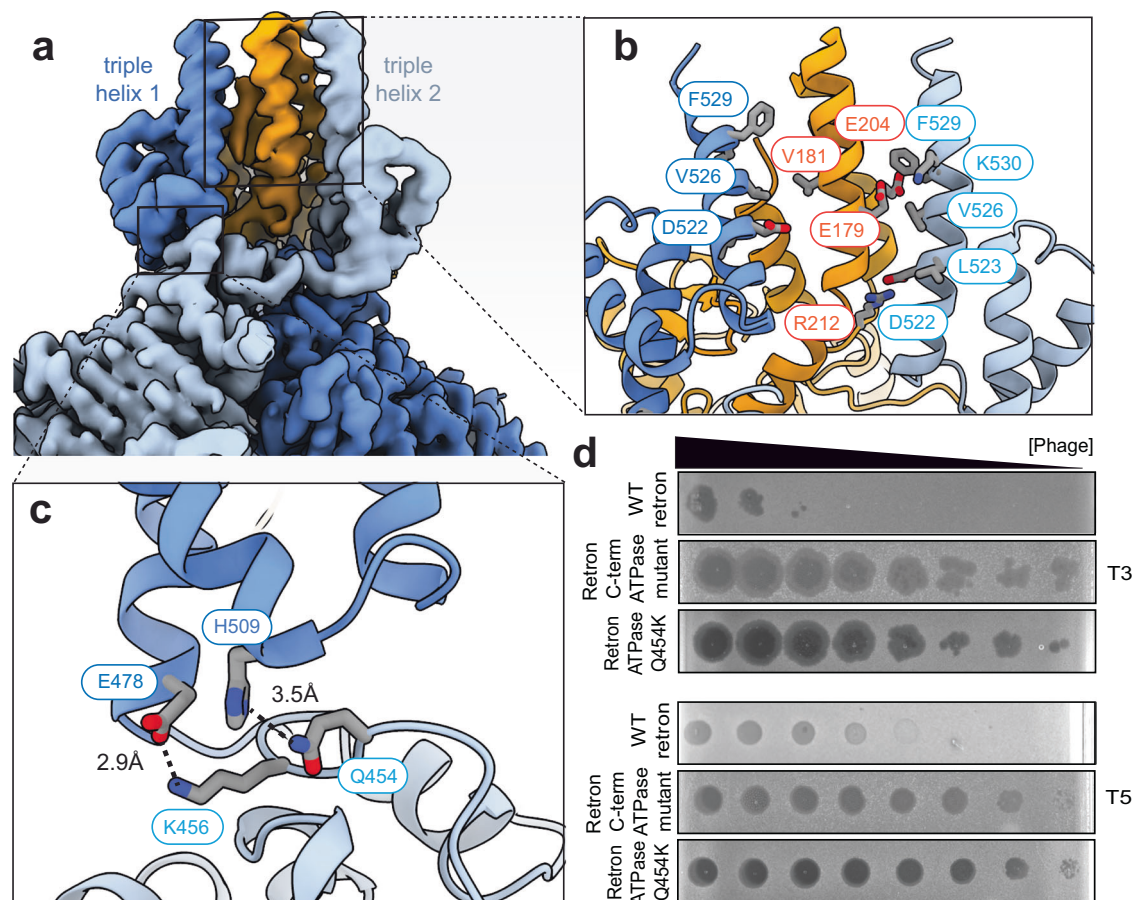 a
triple
helix 1
triple
helix 2
b
F529
E204
F529
V181
K530
V526
V526
D522
E179
L523
R212
D522
c
H509
E478
3.5Å
2.9Å
Q454
K456
d
[Phage]
WT
retron
Retron
C-term
ATPase
mutant
T3
Retron
ATPase
Q454K
WT
retron
Retron
C-term
ATPase
mutant
T5
Retron
ATPase
Q454K